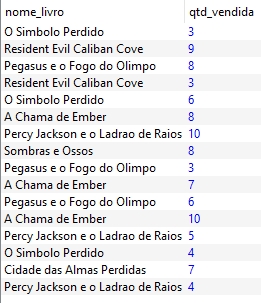 nome_livro qtd_vendida
O Simbolo Perdido 3
Resident Evil Caliban Cove 9
Pegasus e o Fogo do Olimpo 8
Resident Evil Caliban Cove 3
O Simbolo Perdido 6
A Chama de Ember 8
Percy Jackson e o Ladrao de Raios 10
Sombras e Ossos 8
Pegasus e o Fogo do Olimpo 3
A Chama de Ember 7
Pegasus e o Fogo do Olimpo 6
A Chama de Ember 10
Percy Jackson e o Ladrao de Raios 5
O Simbolo Perdido 4
Cidade das Almas Perdidas 7
Percy Jackson e o Ladrao de Raios 4